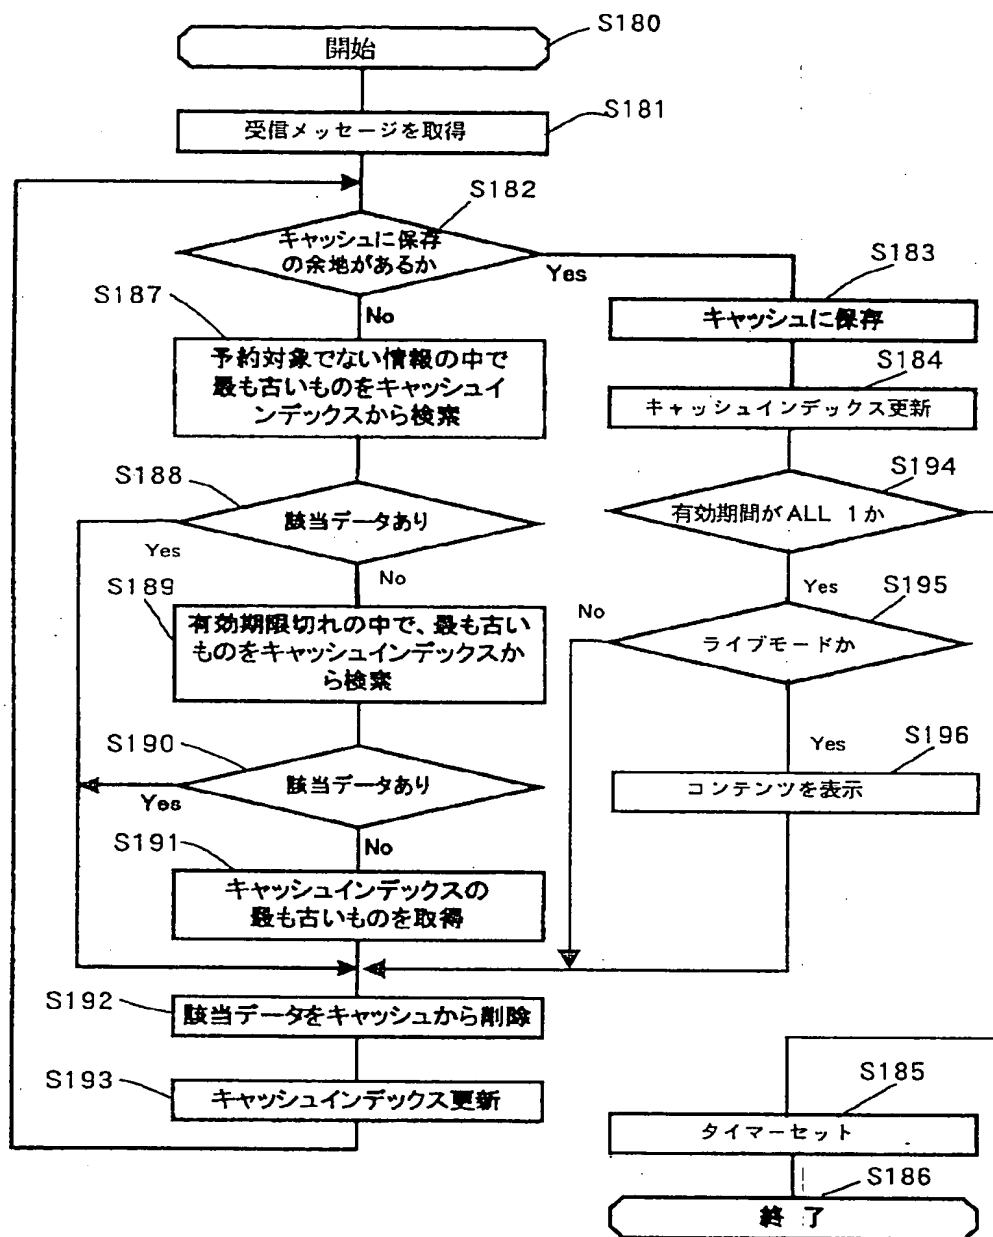 S180
開始
S181
受信メッセージを取得
S182
キャッシュに保存
の余地があるか
Yes
No
S183
キャッシュに保存
S184
キャッシュインデックス更新
S187
予約対象でない情報の中で
最も古いものをキャッシュイ
ンデックスから検索
S188
該当データあり
Yes
No
S189
有効期限切れの中で、最も古い
ものをキャッシュインデックスか
ら検索
S190
該当データあり
Yes
No
S191
キャッシュインデックスの
最も古いものを取得
S192
該当データをキャッシュから削除
S193
キャッシュインデックス更新
S194
有効期間がALL 1か
Yes
S195
ライブモードか
No
Yes
S196
コンテンツを表示
S185
タイマーセット
S186
終了